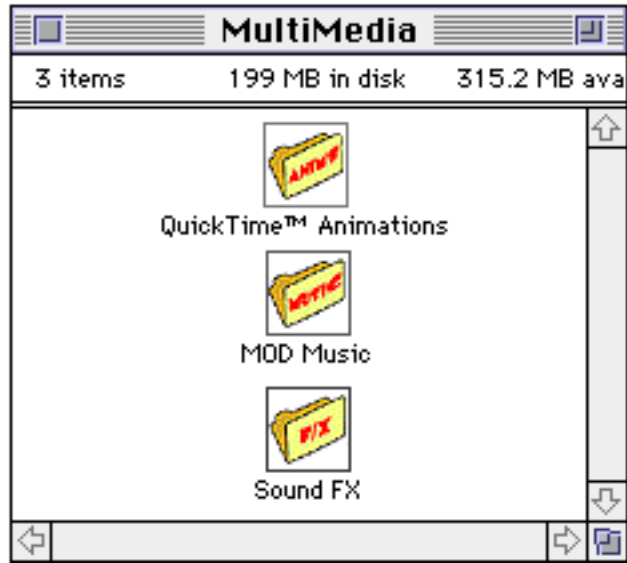 MultiMedia
3 items 199 MB in disk 315.2 MB ava
QuickTime™ Animations
MOD Music
F/X
Sound FX